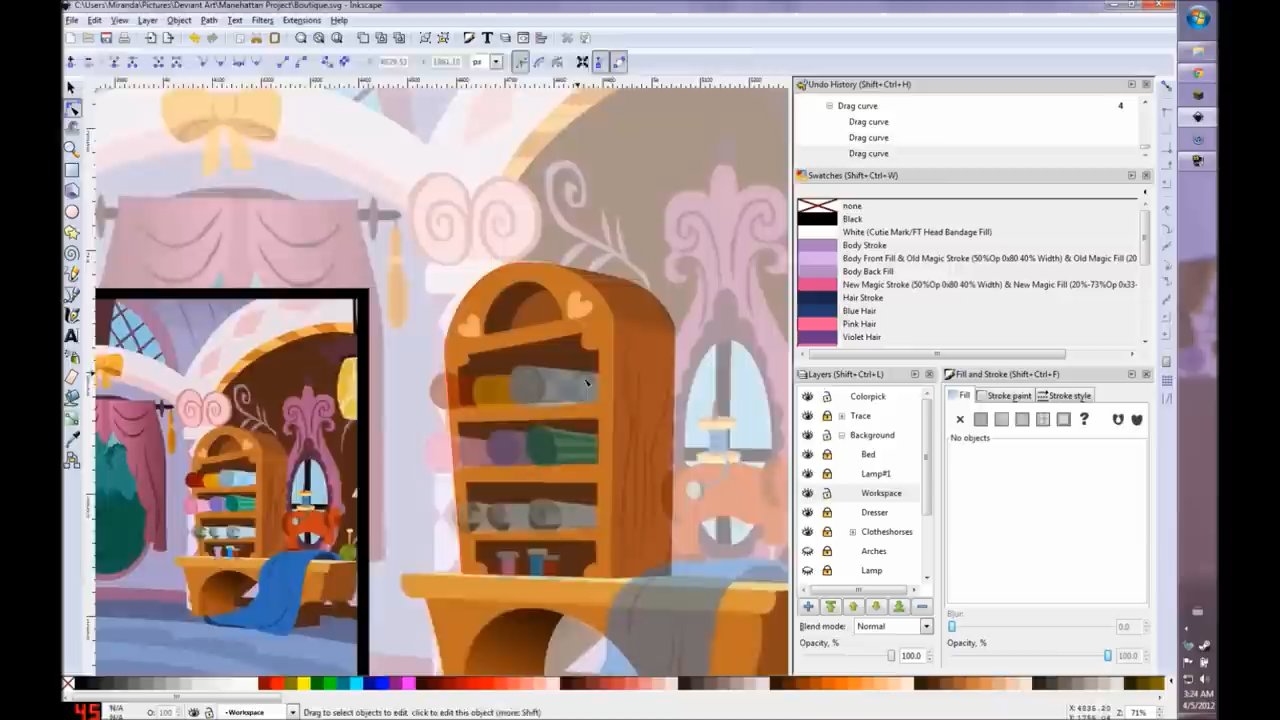 C:\Users\Miranda\Pictures\Deviant Art\Manehattan Project\Boutique.svg - Inkscape
File Edit View Layer Object Path Text Filters Extensions Help
px
Undo History (Shift+Ctrl+H)
Drag curve 4
Drag curve
Drag curve
Drag curve
Swatches (Shift+Ctrl+W)
none
Black
White (Cutie Mark/FT Head Bandage Fill)
Body Stroke
Body Front Fill & Old Magic Stroke (50%Op 0x80 40% Width) & Old Magic Fill (20
Body Back Fill
New Magic Stroke (50%Op 0x80 40% Width) & New Magic Fill (20%-73%Op 0x33-
Hair Stroke
Blue Hair
Pink Hair
Violet Hair
Layers (Shift+Ctrl+L)
Colorpick
Trace
Background
Bed
Lamp#1
Workspace
Dresser
Clotheshorses
Arches
Lamp
Blend mode: Normal
Opacity, %
100.0
Fill and Stroke (Shift+Ctrl+F)
Fill Stroke paint Stroke style
?
No objects
Blur:
0.0
Opacity, %
100.0
45
N/A
N/A
O: 100
Workspace
Drag to select objects to edit, click to edit this object (more: Shift)
Z: 71%
3:24 AM
4/5/2012